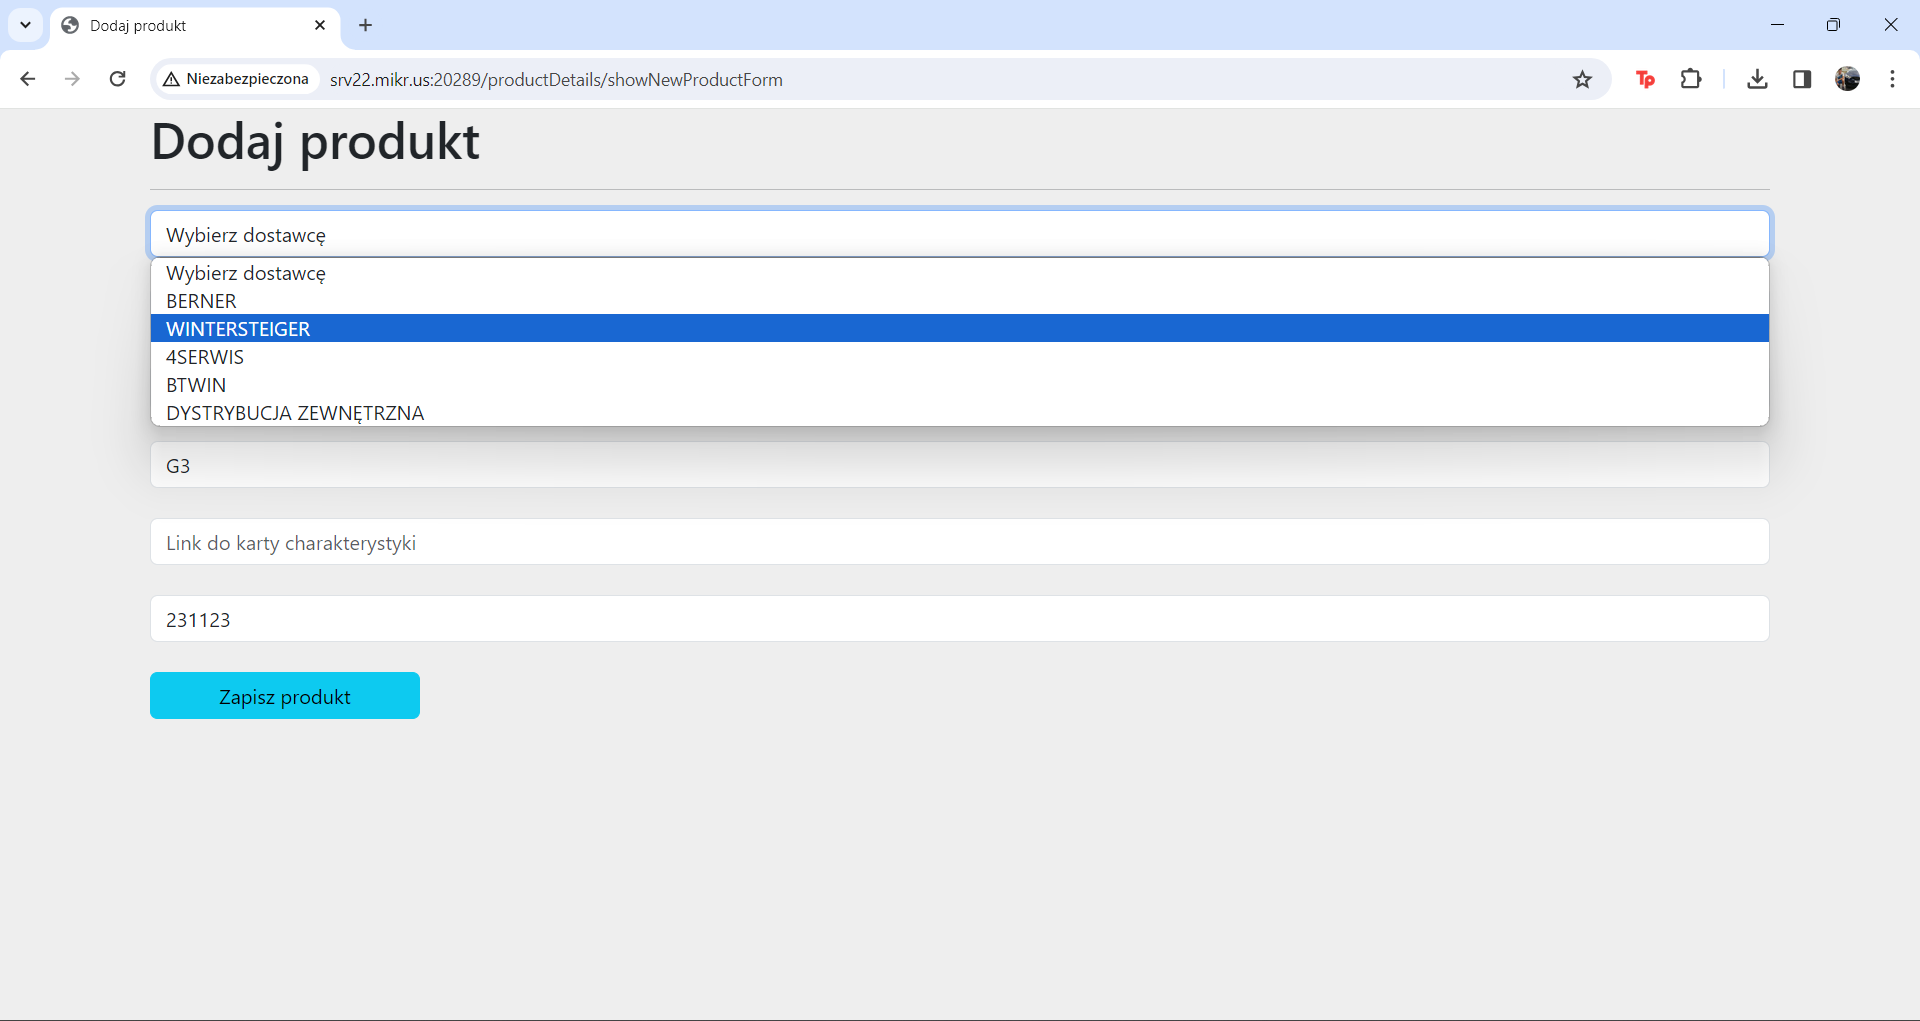 Dodaj produkt
Niezabezpieczona
srv22.mikr.us:20289/productDetails/showNewProductForm
Tp
Dodaj produkt
Wybierz dostawcę
Wybierz dostawcę
BERNER
WINTERSTEIGER
4SERWIS
BTWIN
DYSTRYBUCJA ZEWNĘTRZNA
G3
Link do karty charakterystyki
231123
Zapisz produkt